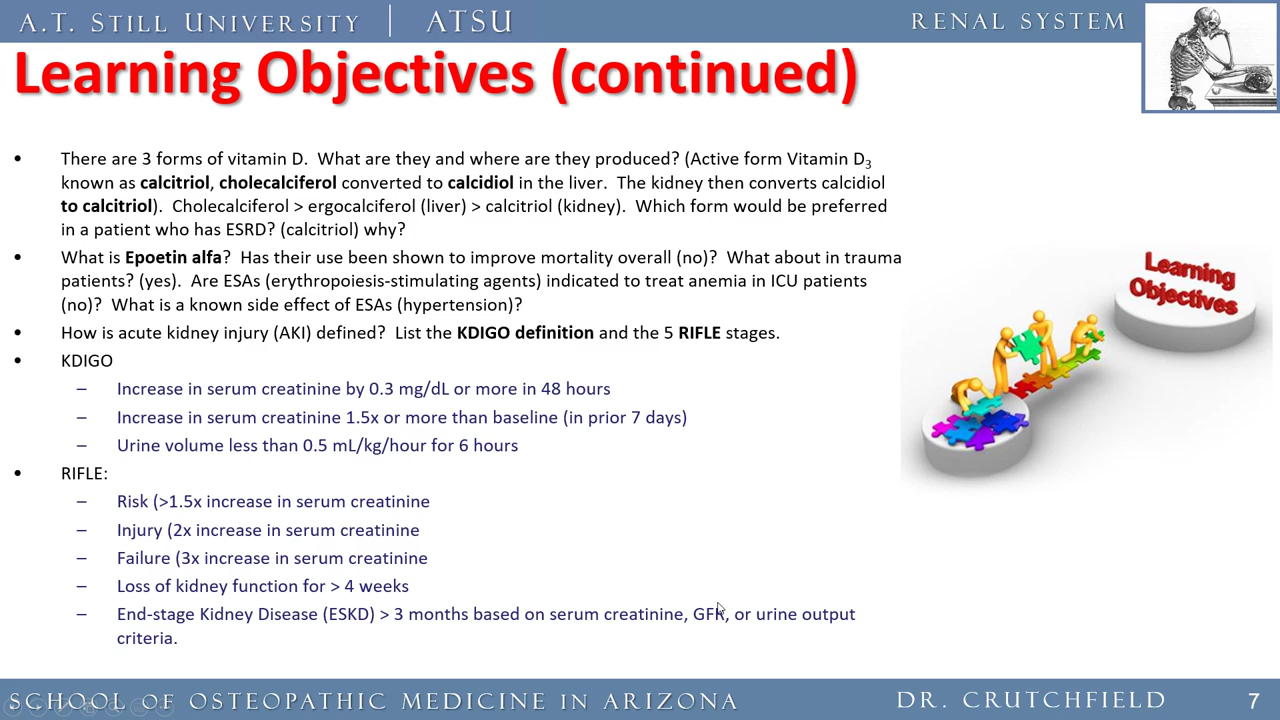 A.T. STILL UNIVERSITY | ATSU
RENAL SYSTEM
Learning Objectives (continued)
• There are 3 forms of vitamin D. What are they and where are they produced? (Active form Vitamin D3
known as calcitriol, cholecalciferol converted to calcidiol in the liver. The kidney then converts calcidiol
to calcitriol). Cholecalciferol > ergocalciferol (liver) > calcitriol (kidney). Which form would be preferred
in a patient who has ESRD? (calcitriol) why?
• What is Epoetin alfa? Has their use been shown to improve mortality overall (no)? What about in trauma
patients? (yes). Are ESAs (erythropoiesis-stimulating agents) indicated to treat anemia in ICU patients
(no)? What is a known side effect of ESAs (hypertension)?
• How is acute kidney injury (AKI) defined? List the KDIGO definition and the 5 RIFLE stages.
• KDIGO
– Increase in serum creatinine by 0.3 mg/dL or more in 48 hours
– Increase in serum creatinine 1.5x or more than baseline (in prior 7 days)
– Urine volume less than 0.5 mL/kg/hour for 6 hours
• RIFLE:
– Risk (>1.5x increase in serum creatinine
– Injury (2x increase in serum creatinine
– Failure (3x increase in serum creatinine
– Loss of kidney function for > 4 weeks
– End-stage Kidney Disease (ESKD) > 3 months based on serum creatinine, GFR, or urine output
criteria.
Learning
Objectives
SCHOOL OF OSTEOPATHIC MEDICINE IN ARIZONA
DR. CRUTCHFIELD
7